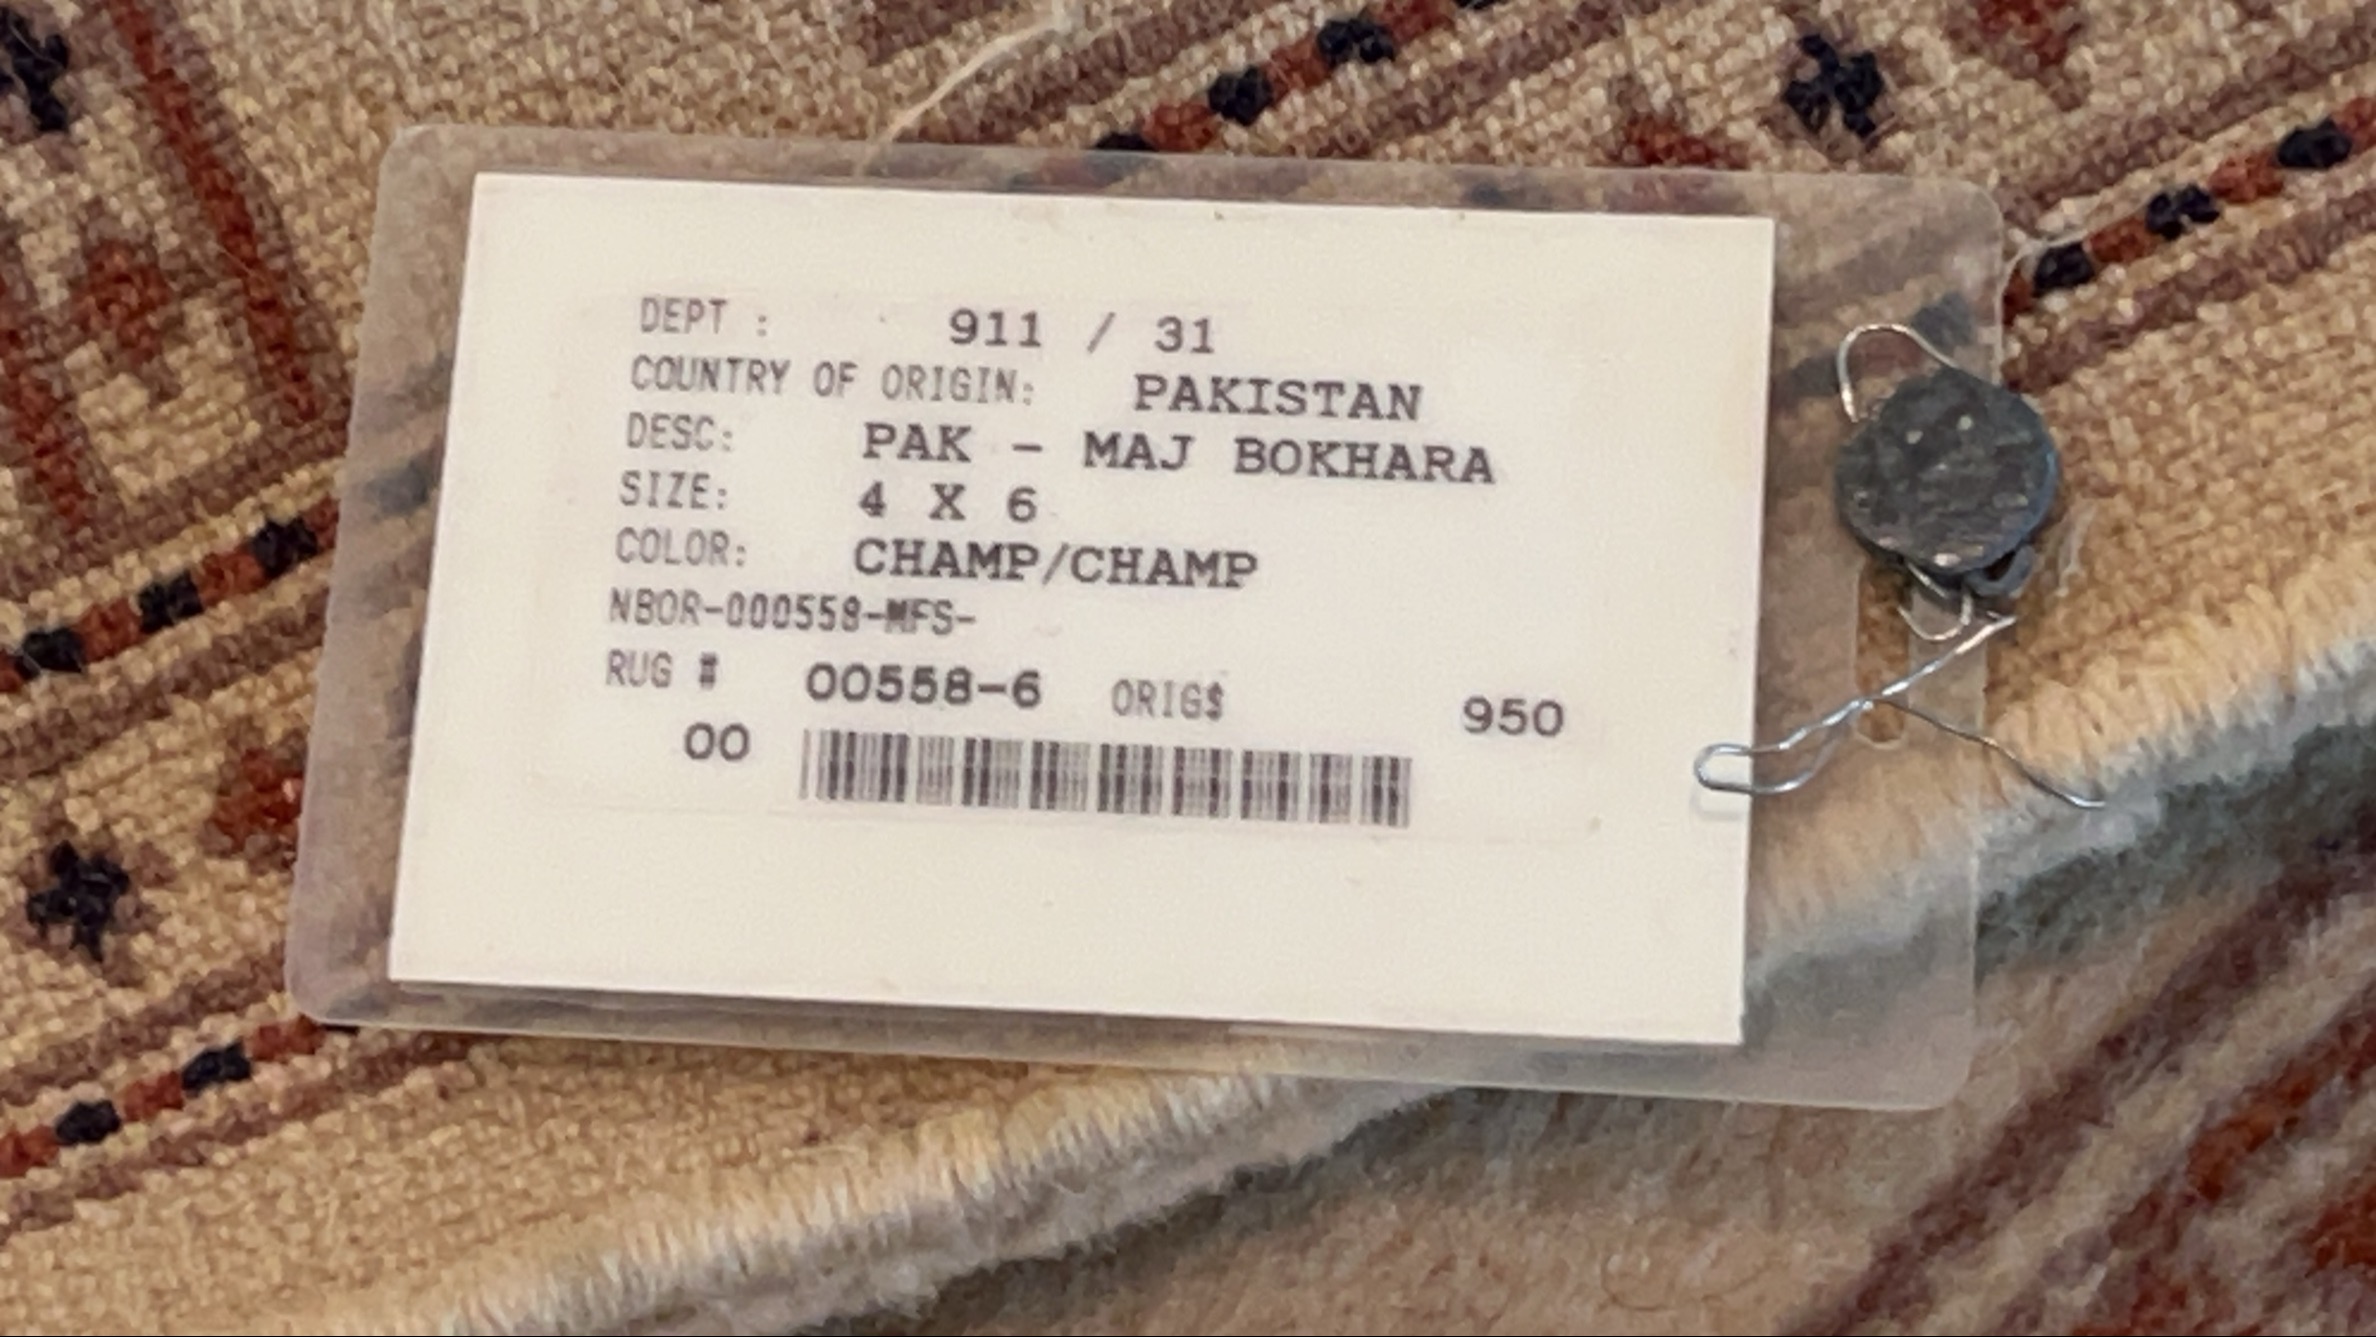 DEPT : 911 / 31
COUNTRY OF ORIGIN: PAKISTAN
DESC: PAK - MAJ BOKHARA
SIZE: 4 X 6
COLOR: CHAMP/CHAMP
NBOR-000558-MFS-
RUG # 00558-6 ORIG$ 950
00